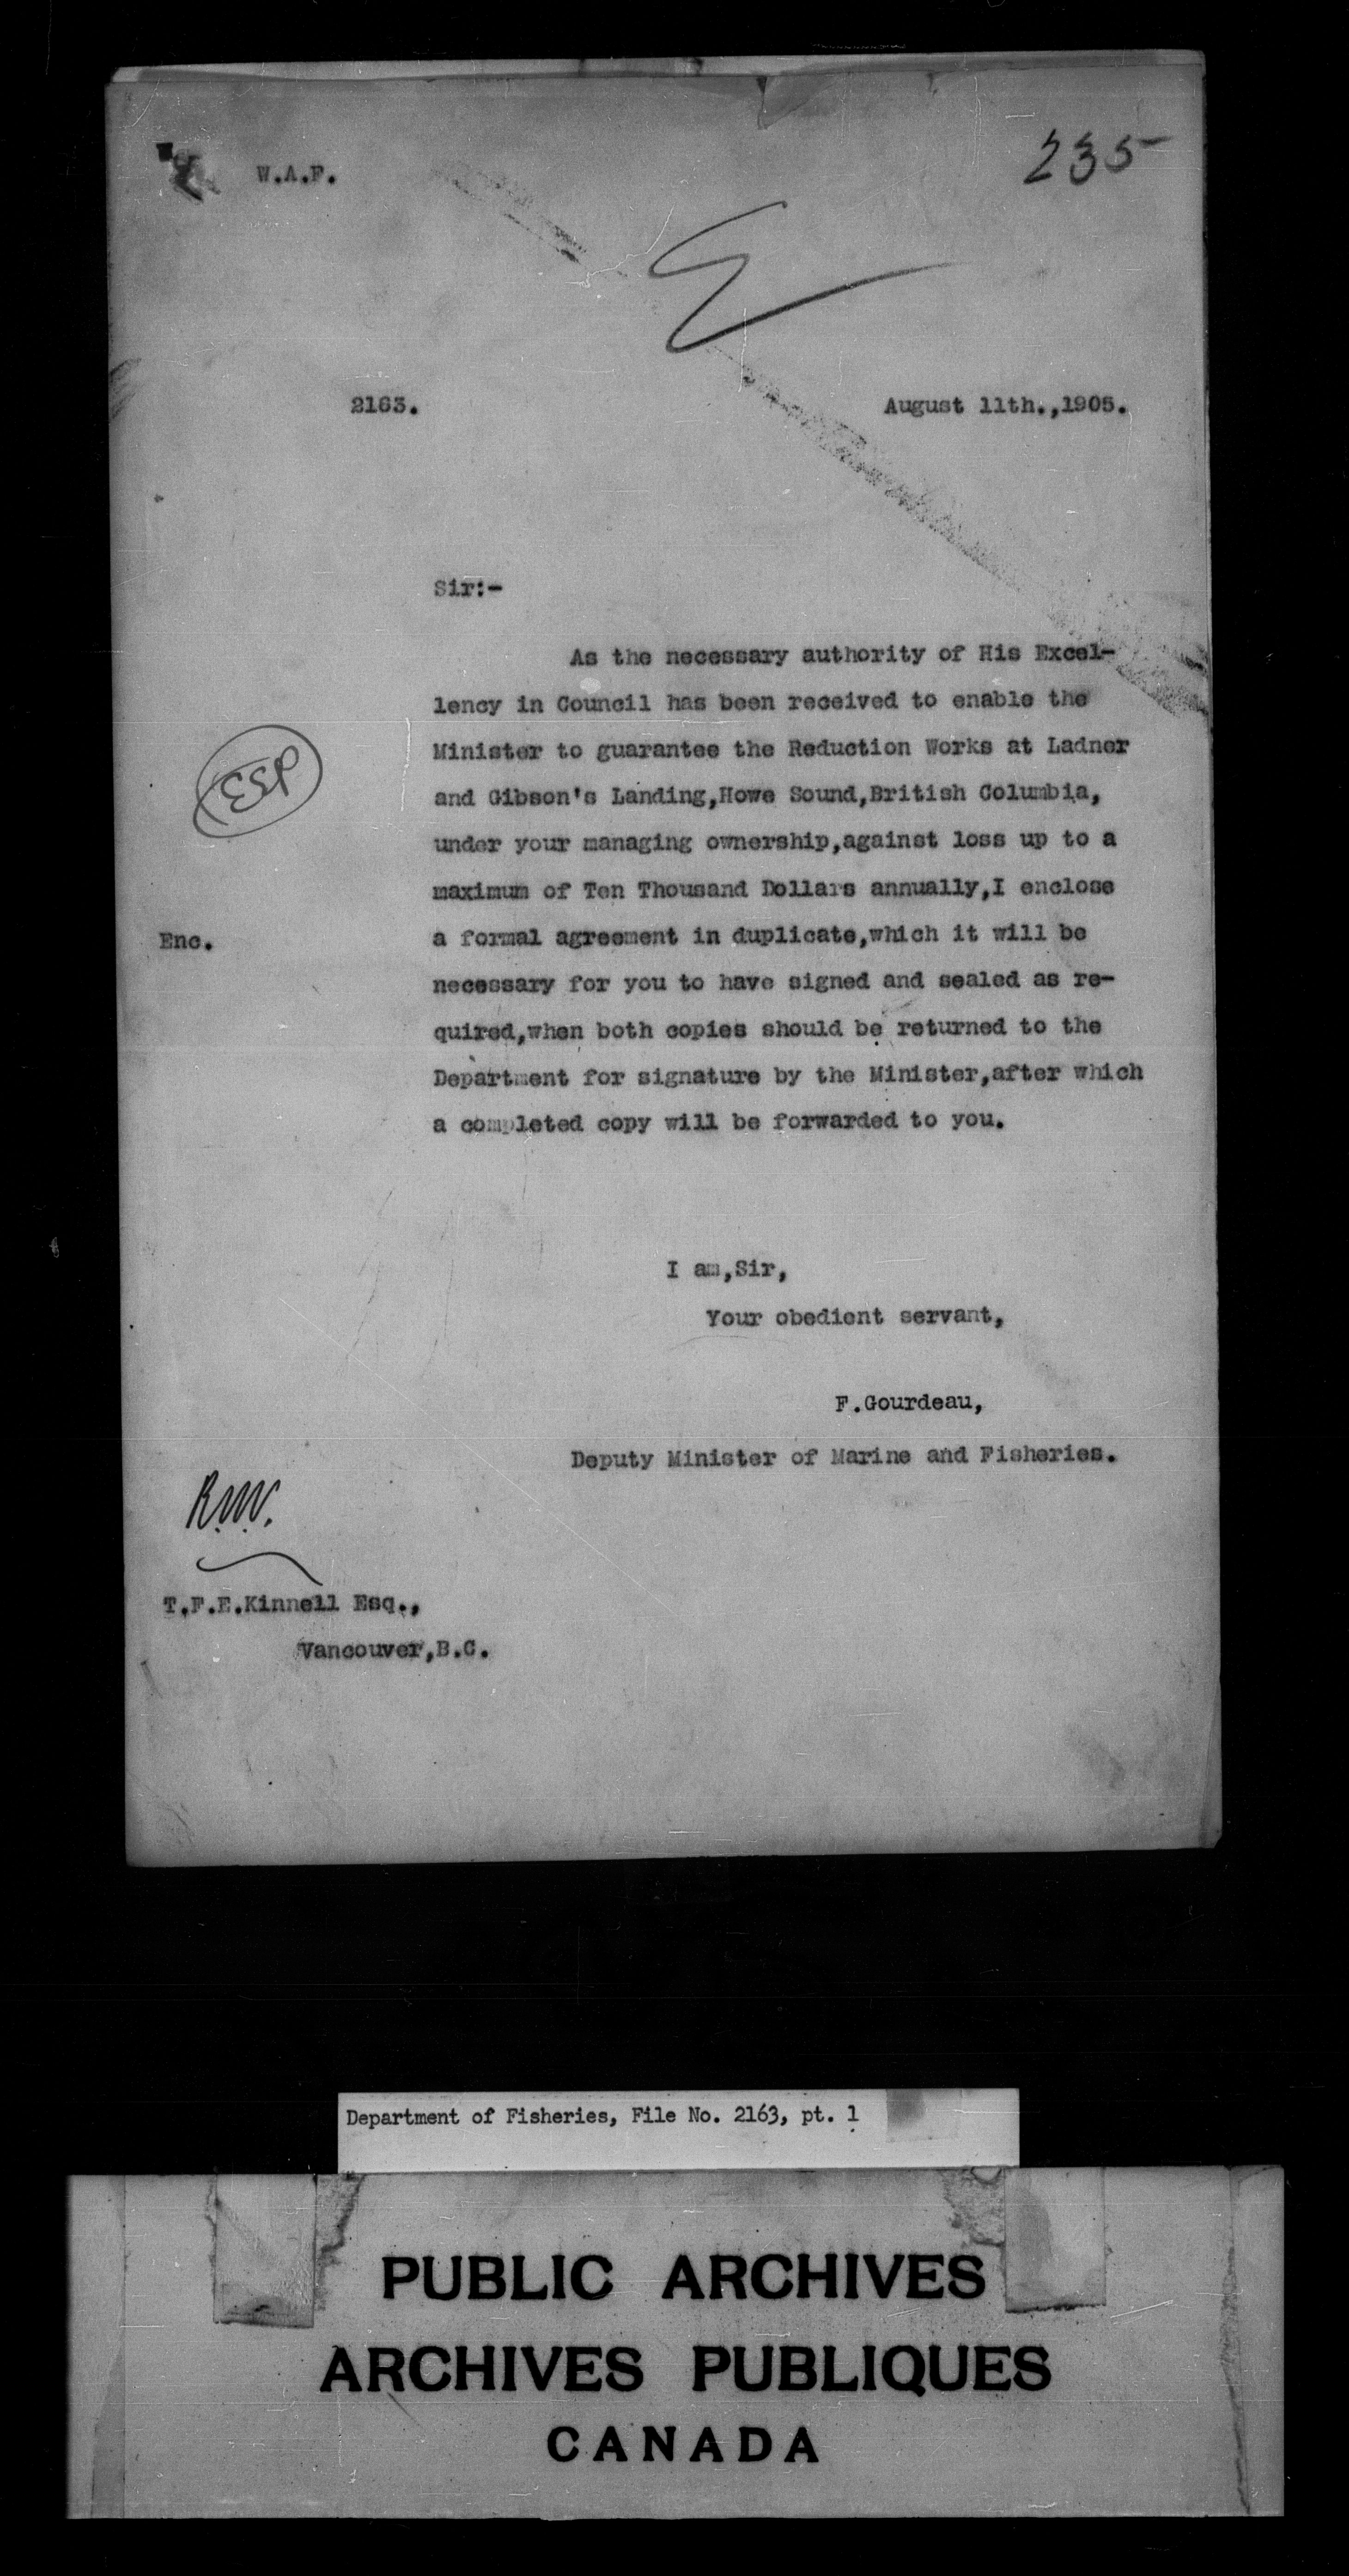 W.A.F.
235
2163.
August 11th.,1905.
Sir:-
As the necessary authority of His Excel-
lency in Council has been received to enable the
Minister to guarantee the Reduction Works at Ladner
and Gibson's Landing,Howe Sound,British Columbia,
under your managing ownership,against loss up to a
maximum of Ten Thousand Dollars annually,I enclose
Enc.
a formal agreement in duplicate,which it will be
necessary for you to have signed and sealed as re-
quired,when both copies should be returned to the
Department for signature by the Minister,after which
a completed copy will be forwarded to you.
I am,Sir,
Your obedient servant,
F.Gourdeau,
Deputy Minister of Marine and Fisheries.
T.F.E.Kinnell Esq.,
Vancouver,B.C.
Department of Fisheries, File No. 2163, pt. 1
PUBLIC ARCHIVES
ARCHIVES PUBLIQUES
CANADA